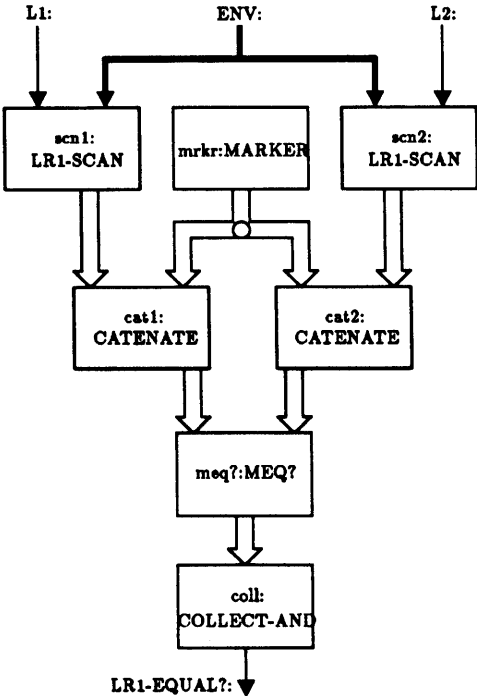 L1:
ENV:
L2:
scn1:
LR1-SCAN
mrkr:MARKER
scn2:
LR1-SCAN
cat1:
CATENATE
cat2:
CATENATE
meq?:MEQ?
coll:
COLLECT-AND
LR1-EQUAL?: